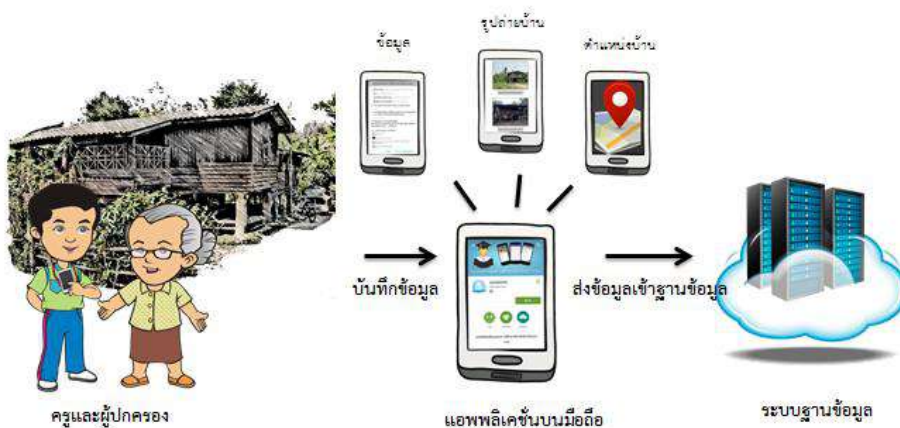 ข้อมูล
รูปถ่ายบ้าน
ตำแหน่งบ้าน
บันทึกข้อมูล
ส่งข้อมูลเข้าฐานข้อมูล
ครูและผู้ปกครอง
แอพพลิเคชั่นบนมือถือ
ระบบฐานข้อมูล